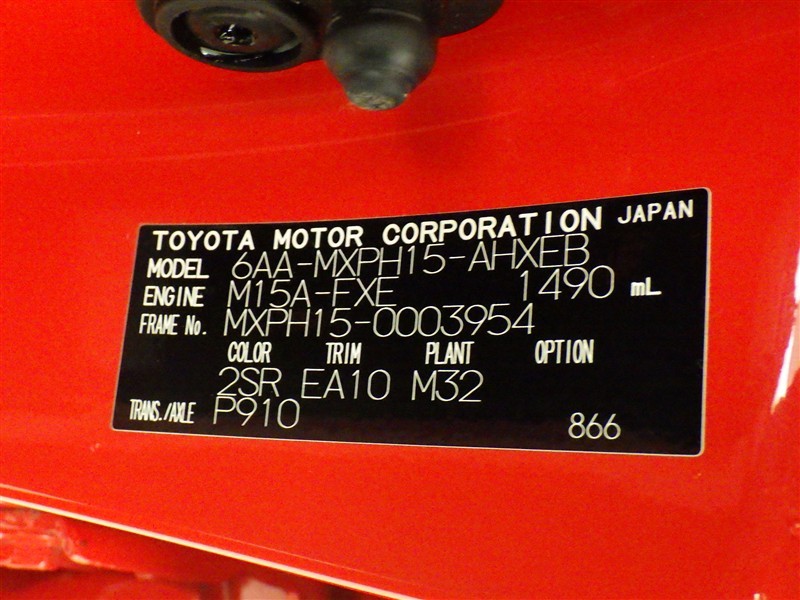 TOYOTA MOTOR CORPORATION JAPAN
MODEL 6AA-MXPH15-AHXEB
ENGINE M15A-FXE 1490 mL
FRAME No. MXPH15-0003954
COLOR TRIM PLANT OPTION
2SR EA10 M32
TRANS./AXLE P910 866